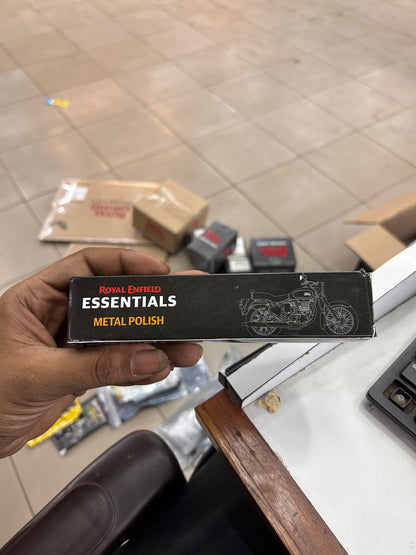 ROYAL ENFIELD
ESSENTIALS
METAL POLISH